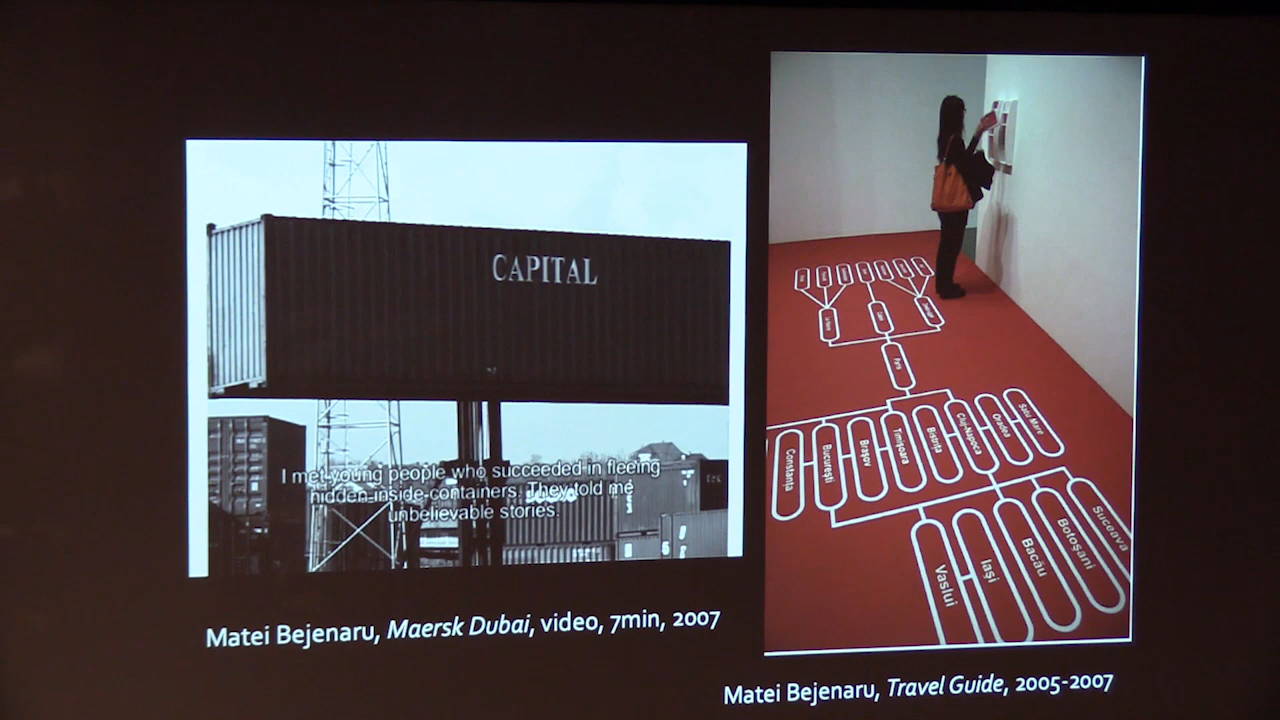 CAPITAL
I met young people who succeeded in fleeing
hidden inside containers. They told me
unbelievable stories.
Matei Bejenaru, Maersk Dubai, video, 7min, 2007
Paris
Constanța
București
Brașov
Timișoara
Bistrița
Cluj-Napoca
Oradea
Satu Mare
Vaslui
Iași
Bacău
Botoșani
Suceava
Matei Bejenaru, Travel Guide, 2005-2007